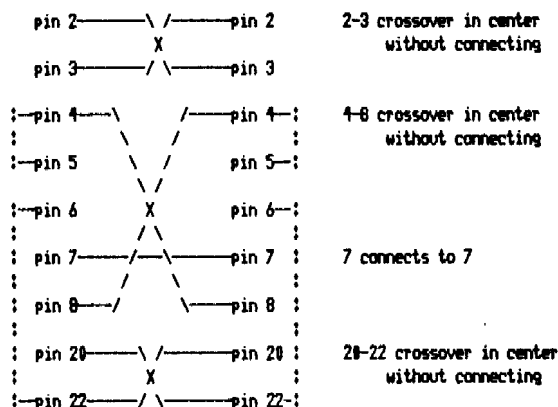 pin 2 pin 2 2-3 crossover in center
X without connecting
pin 3 pin 3
pin 4 pin 4 4-8 crossover in center
without connecting
pin 5 pin 5
pin 6 X pin 6
pin 7 pin 7 7 connects to 7
pin 8 pin 8
pin 20 pin 20 20-22 crossover in center
X without connecting
pin 22 pin 22